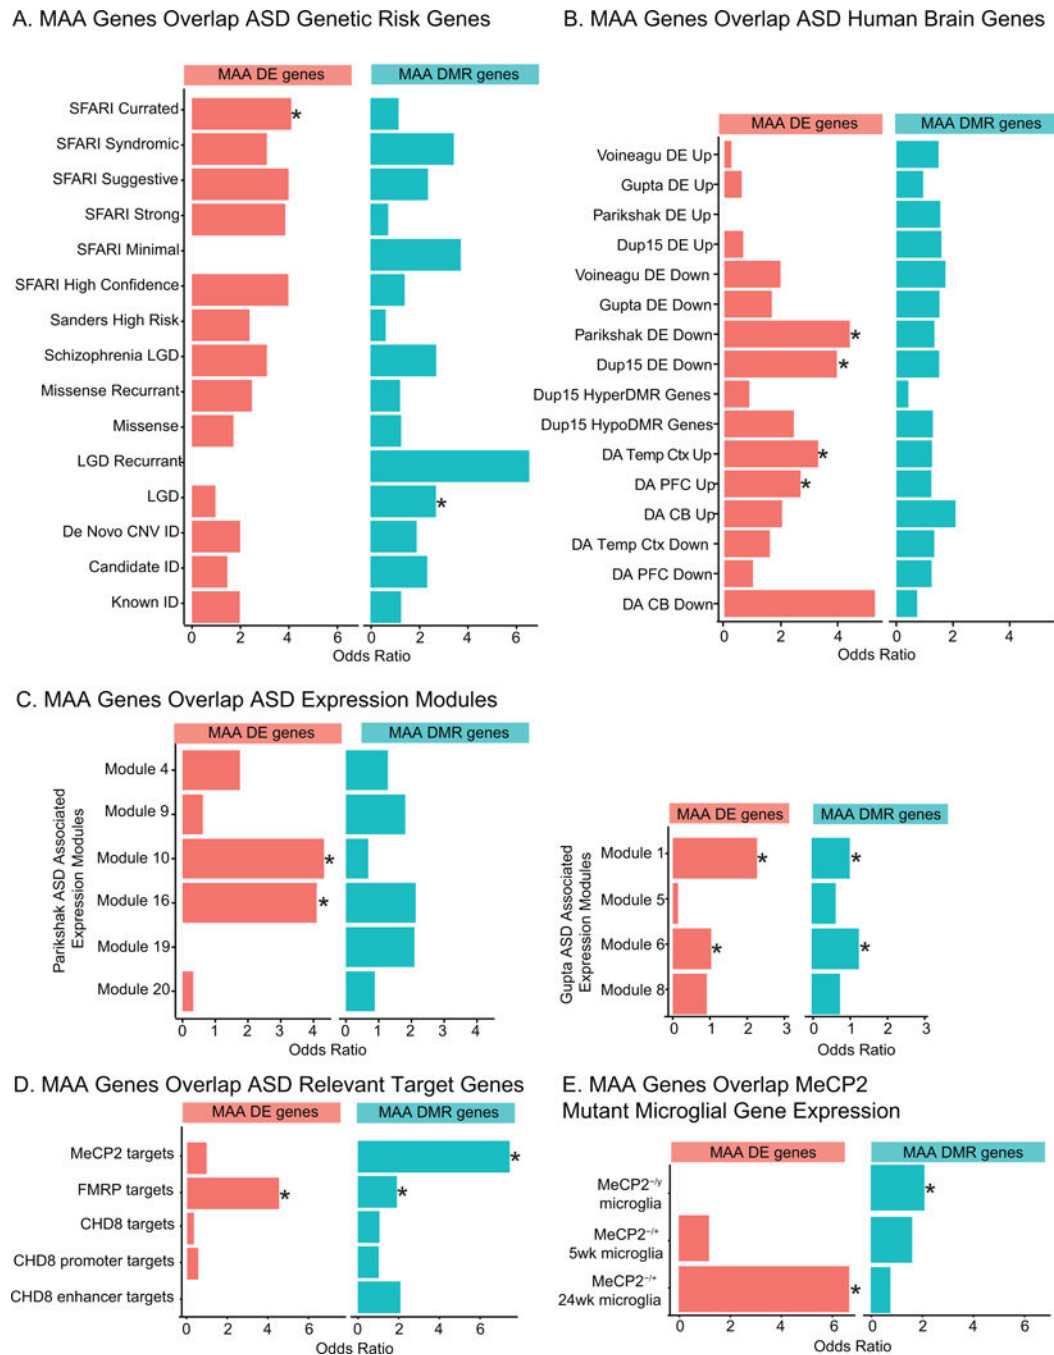 A. MAA Genes Overlap ASD Genetic Risk Genes
MAA DE genes
MAA DMR genes
SFARI Currated
*
SFARI Syndromic
SFARI Suggestive
SFARI Strong
SFARI Minimal
SFARI High Confidence
Sanders High Risk
Schizophrenia LGD
Missense Recurrant
Missense
LGD Recurrant
LGD
*
De Novo CNV ID
Candidate ID
Known ID
0 2 4 6 0 2 4 6
Odds Ratio
B. MAA Genes Overlap ASD Human Brain Genes
MAA DE genes
MAA DMR genes
Voineagu DE Up
Gupta DE Up
Parikshak DE Up
Dup15 DE Up
Voineagu DE Down
Gupta DE Down
Parikshak DE Down
*
Dup15 DE Down
*
Dup15 HyperDMR Genes
Dup15 HypoDMR Genes
DA Temp Ctx Up
*
DA PFC Up
*
DA CB Up
DA Temp Ctx Down
DA PFC Down
DA CB Down
0 2 4 0 2 4
Odds Ratio
C. MAA Genes Overlap ASD Expression Modules
MAA DE genes
MAA DMR genes
Parikshak ASD Associated
Expression Modules
Module 4
Module 9
Module 10
*
Module 16
*
Module 19
Module 20
0 1 2 3 4 0 1 2 3 4
Odds Ratio
MAA DE genes
MAA DMR genes
Gupta ASD Associated
Expression Modules
Module 1
* *
Module 5
Module 6
* *
Module 8
0 1 2 3 0 1 2 3
Odds Ratio
D. MAA Genes Overlap ASD Relevant Target Genes
MAA DE genes
MAA DMR genes
MeCP2 targets
*
FMRP targets
* *
CHD8 targets
CHD8 promoter targets
CHD8 enhancer targets
0 2 4 6 0 2 4 6
Odds Ratio
E. MAA Genes Overlap MeCP2
Mutant Microglial Gene Expression
MAA DE genes
MAA DMR genes
MeCP2⁻/ʸ
microglia
*
MeCP2⁻/⁺
5wk microglia
MeCP2⁻/⁺
24wk microglia
*
0 2 4 6 0 2 4 6
Odds Ratio